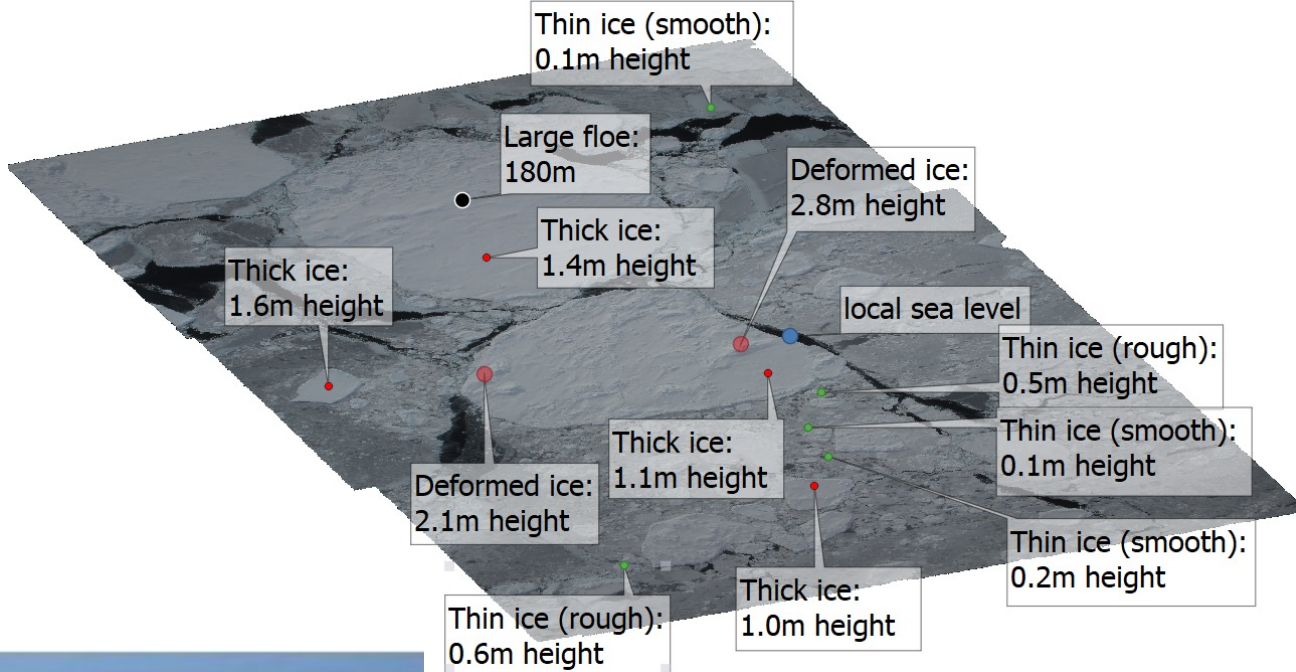 Thin ice (smooth):
0.1m height
Large floe:
180m
Deformed ice:
2.8m height
Thick ice:
1.4m height
Thick ice:
1.6m height
local sea level
Thin ice (rough):
0.5m height
Thin ice (smooth):
0.1m height
Thick ice:
1.1m height
Deformed ice:
2.1m height
Thin ice (smooth):
0.2m height
Thick ice:
1.0m height
Thin ice (rough):
0.6m height